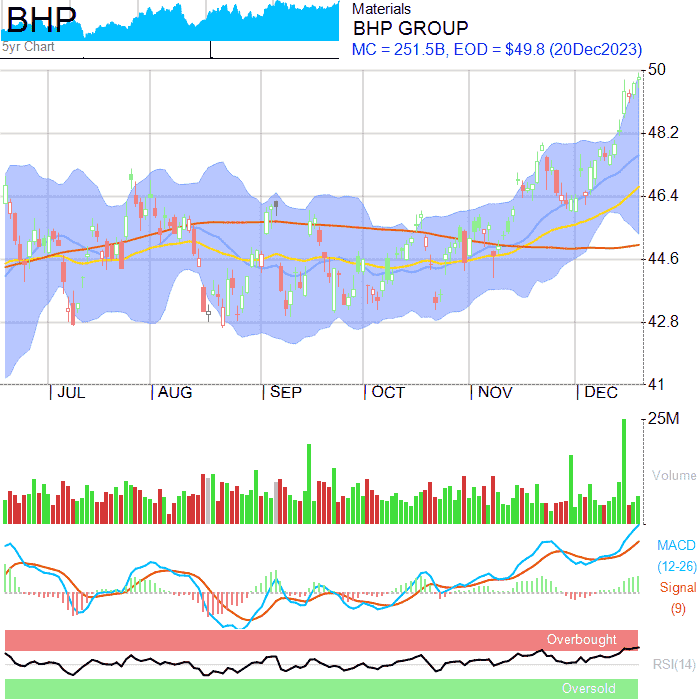 BHP
5yr Chart
Materials
BHP GROUP
MC = 251.5B, EOD = $49.8 (20Dec2023)
50
48.2
46.4
44.6
42.8
41
JUL AUG SEP OCT NOV DEC
25M
Volume
MACD
(12-26)
Signal
(9)
Overbought
RSI(14)
Oversold